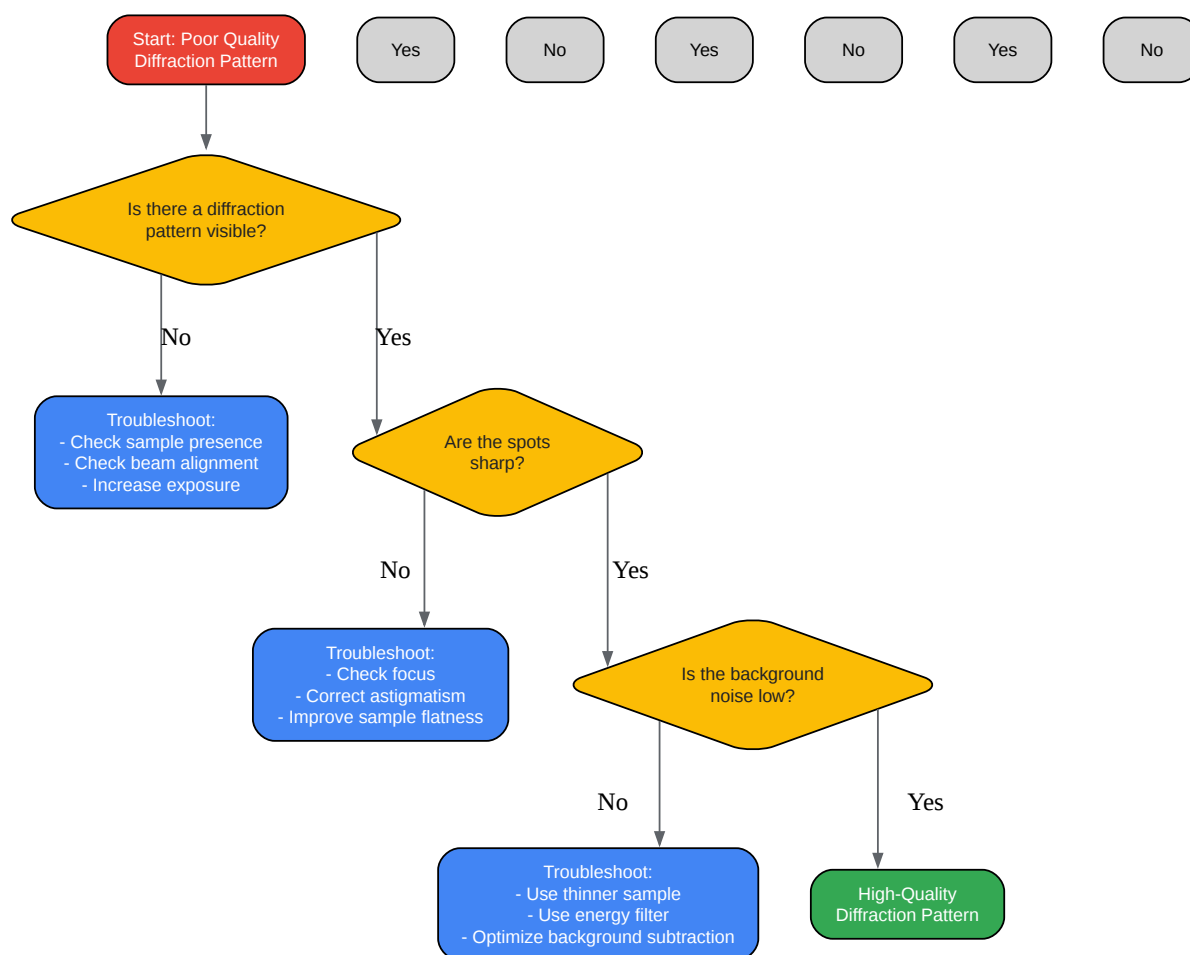 Start: Poor Quality
Diffraction Pattern
Yes
No
Yes
No
Yes
No
Is there a diffraction
pattern visible?
No
Yes
Troubleshoot:
- Check sample presence
- Check beam alignment
- Increase exposure
Are the spots
sharp?
No
Yes
Troubleshoot:
- Check focus
- Correct astigmatism
- Improve sample flatness
Is the background
noise low?
No
Yes
Troubleshoot:
- Use thinner sample
- Use energy filter
- Optimize background subtraction
High-Quality
Diffraction Pattern